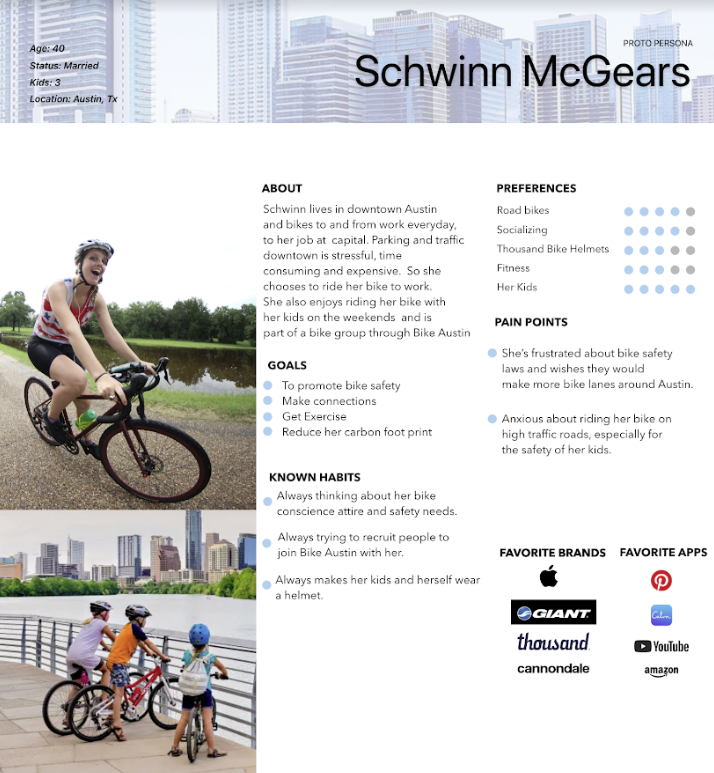 Age: 40
Status: Married
Kids: 3
Location: Austin, Tx
PROTO PERSONA
Schwinn McGears
ABOUT
Schwinn lives in downtown Austin
and bikes to and from work everyday,
to her job at capital. Parking and traffic
downtown is stressful, time
consuming and expensive. So she
chooses to ride her bike to work.
She also enjoys riding her bike with
her kids on the weekends and is
part of a bike group through Bike Austin
GOALS
To promote bike safety
Make connections
Get Exercise
Reduce her carbon foot print
KNOWN HABITS
Always thinking about her bike
conscience attire and safety needs.
Always trying to recruit people to
join Bike Austin with her.
Always makes her kids and herself wear
a helmet.
PREFERENCES
Road bikes
Socializing
Thousand Bike Helmets
Fitness
Her Kids
PAIN POINTS
She's frustrated about bike safety
laws and wishes they would
make more bike lanes around Austin.
Anxious about riding her bike on
high traffic roads, especially for
the safety of her kids.
FAVORITE BRANDS
GIANT
thousand
cannondale
FAVORITE APPS
Calm
YouTube
amazon